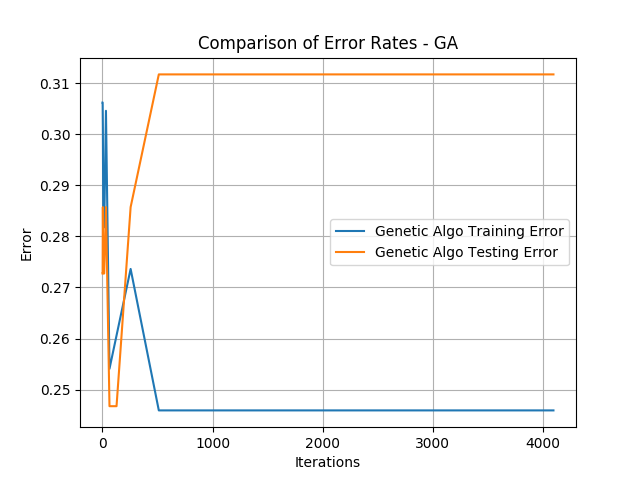 Comparison of Error Rates - GA
Error
0.31
0.30
0.29
0.28
0.27
0.26
0.25
Genetic Algo Training Error
Genetic Algo Testing Error
0 1000 2000 3000 4000
Iterations